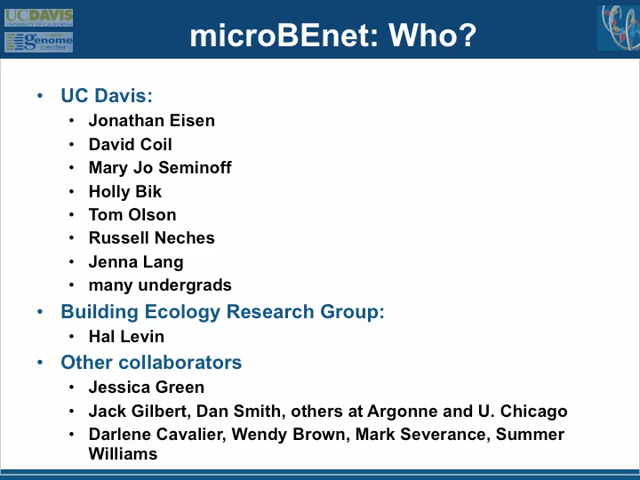 UCDAVIS
UNIVERSITY OF CALIFORNIA
genome
center
microBEnet: Who?
• UC Davis:
• Jonathan Eisen
• David Coil
• Mary Jo Seminoff
• Holly Bik
• Tom Olson
• Russell Neches
• Jenna Lang
• many undergrads
• Building Ecology Research Group:
• Hal Levin
• Other collaborators
• Jessica Green
• Jack Gilbert, Dan Smith, others at Argonne and U. Chicago
• Darlene Cavalier, Wendy Brown, Mark Severance, Summer
Williams